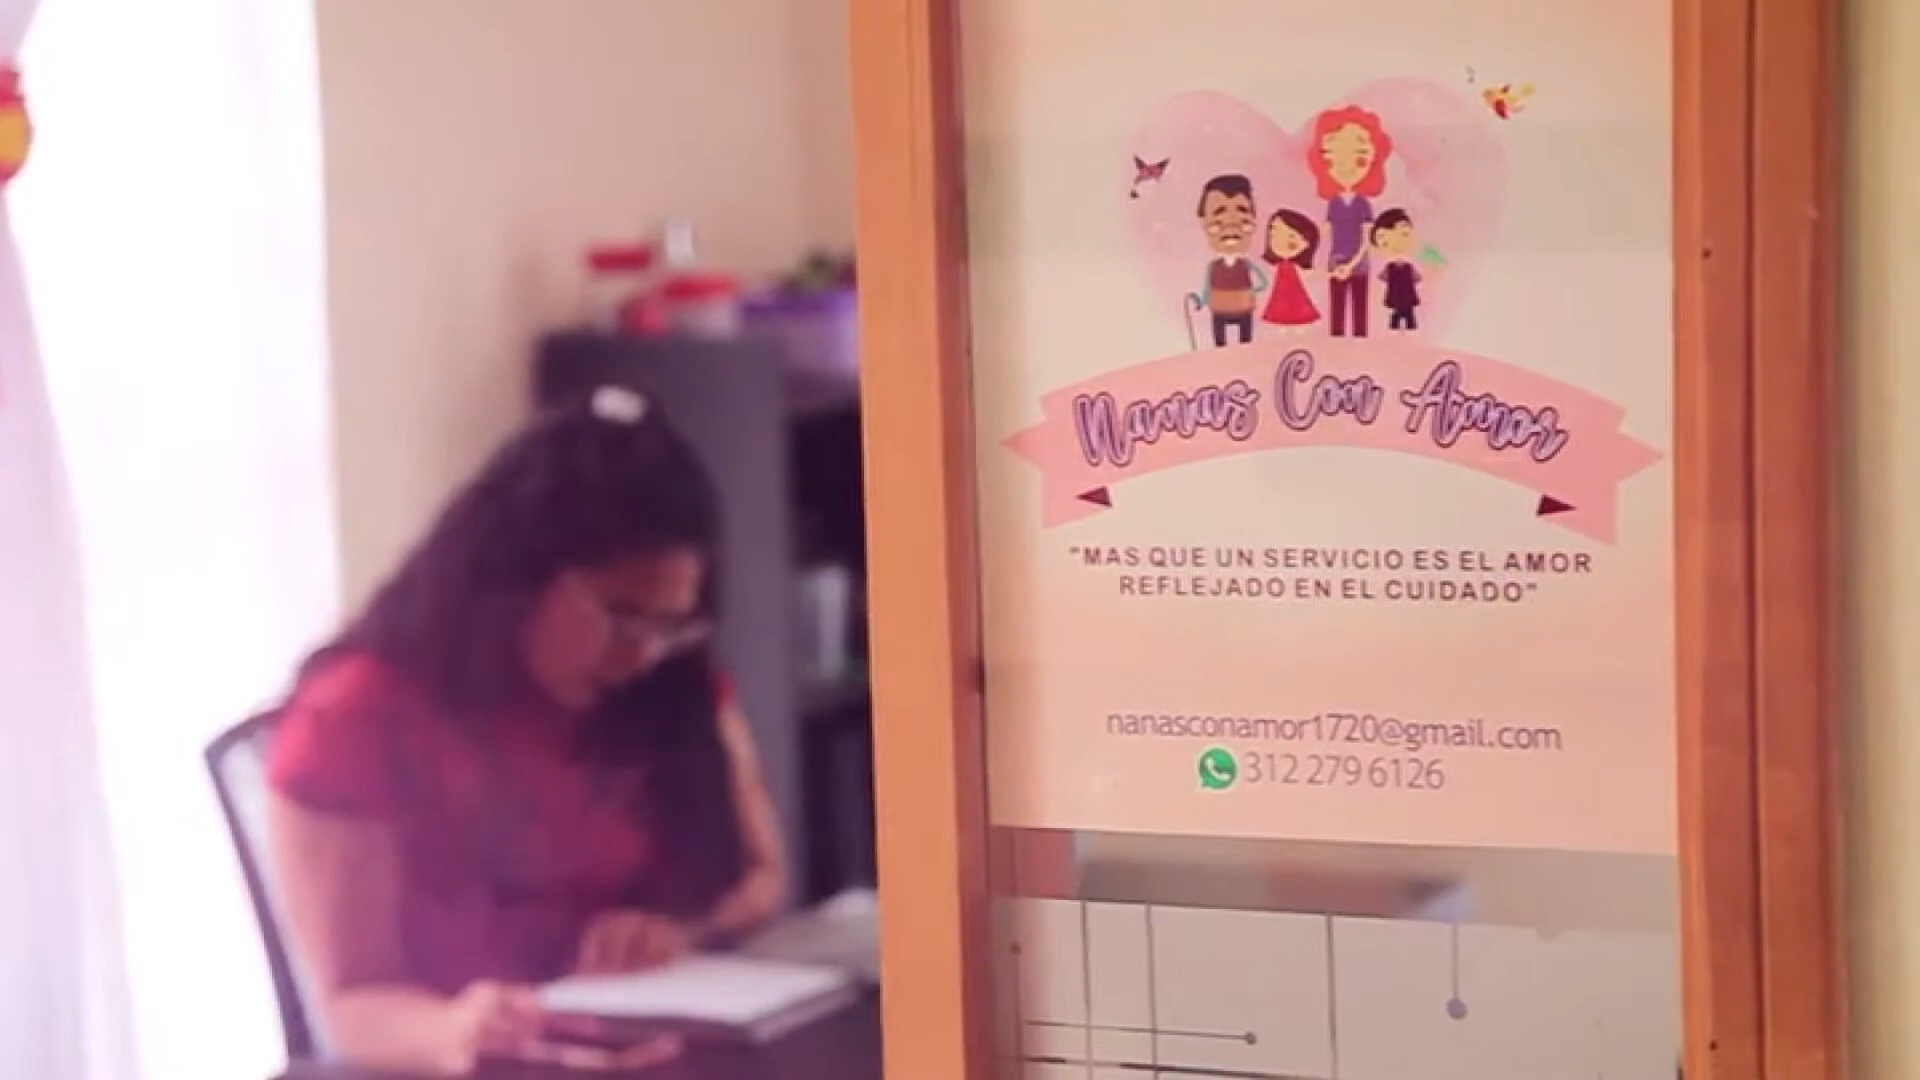 Nanas Con Amor
"MAS QUE UN SERVICIO ES EL AMOR
REFLEJADO EN EL CUIDADO"
nanasconamor1720@gmail.com
312 279 6126